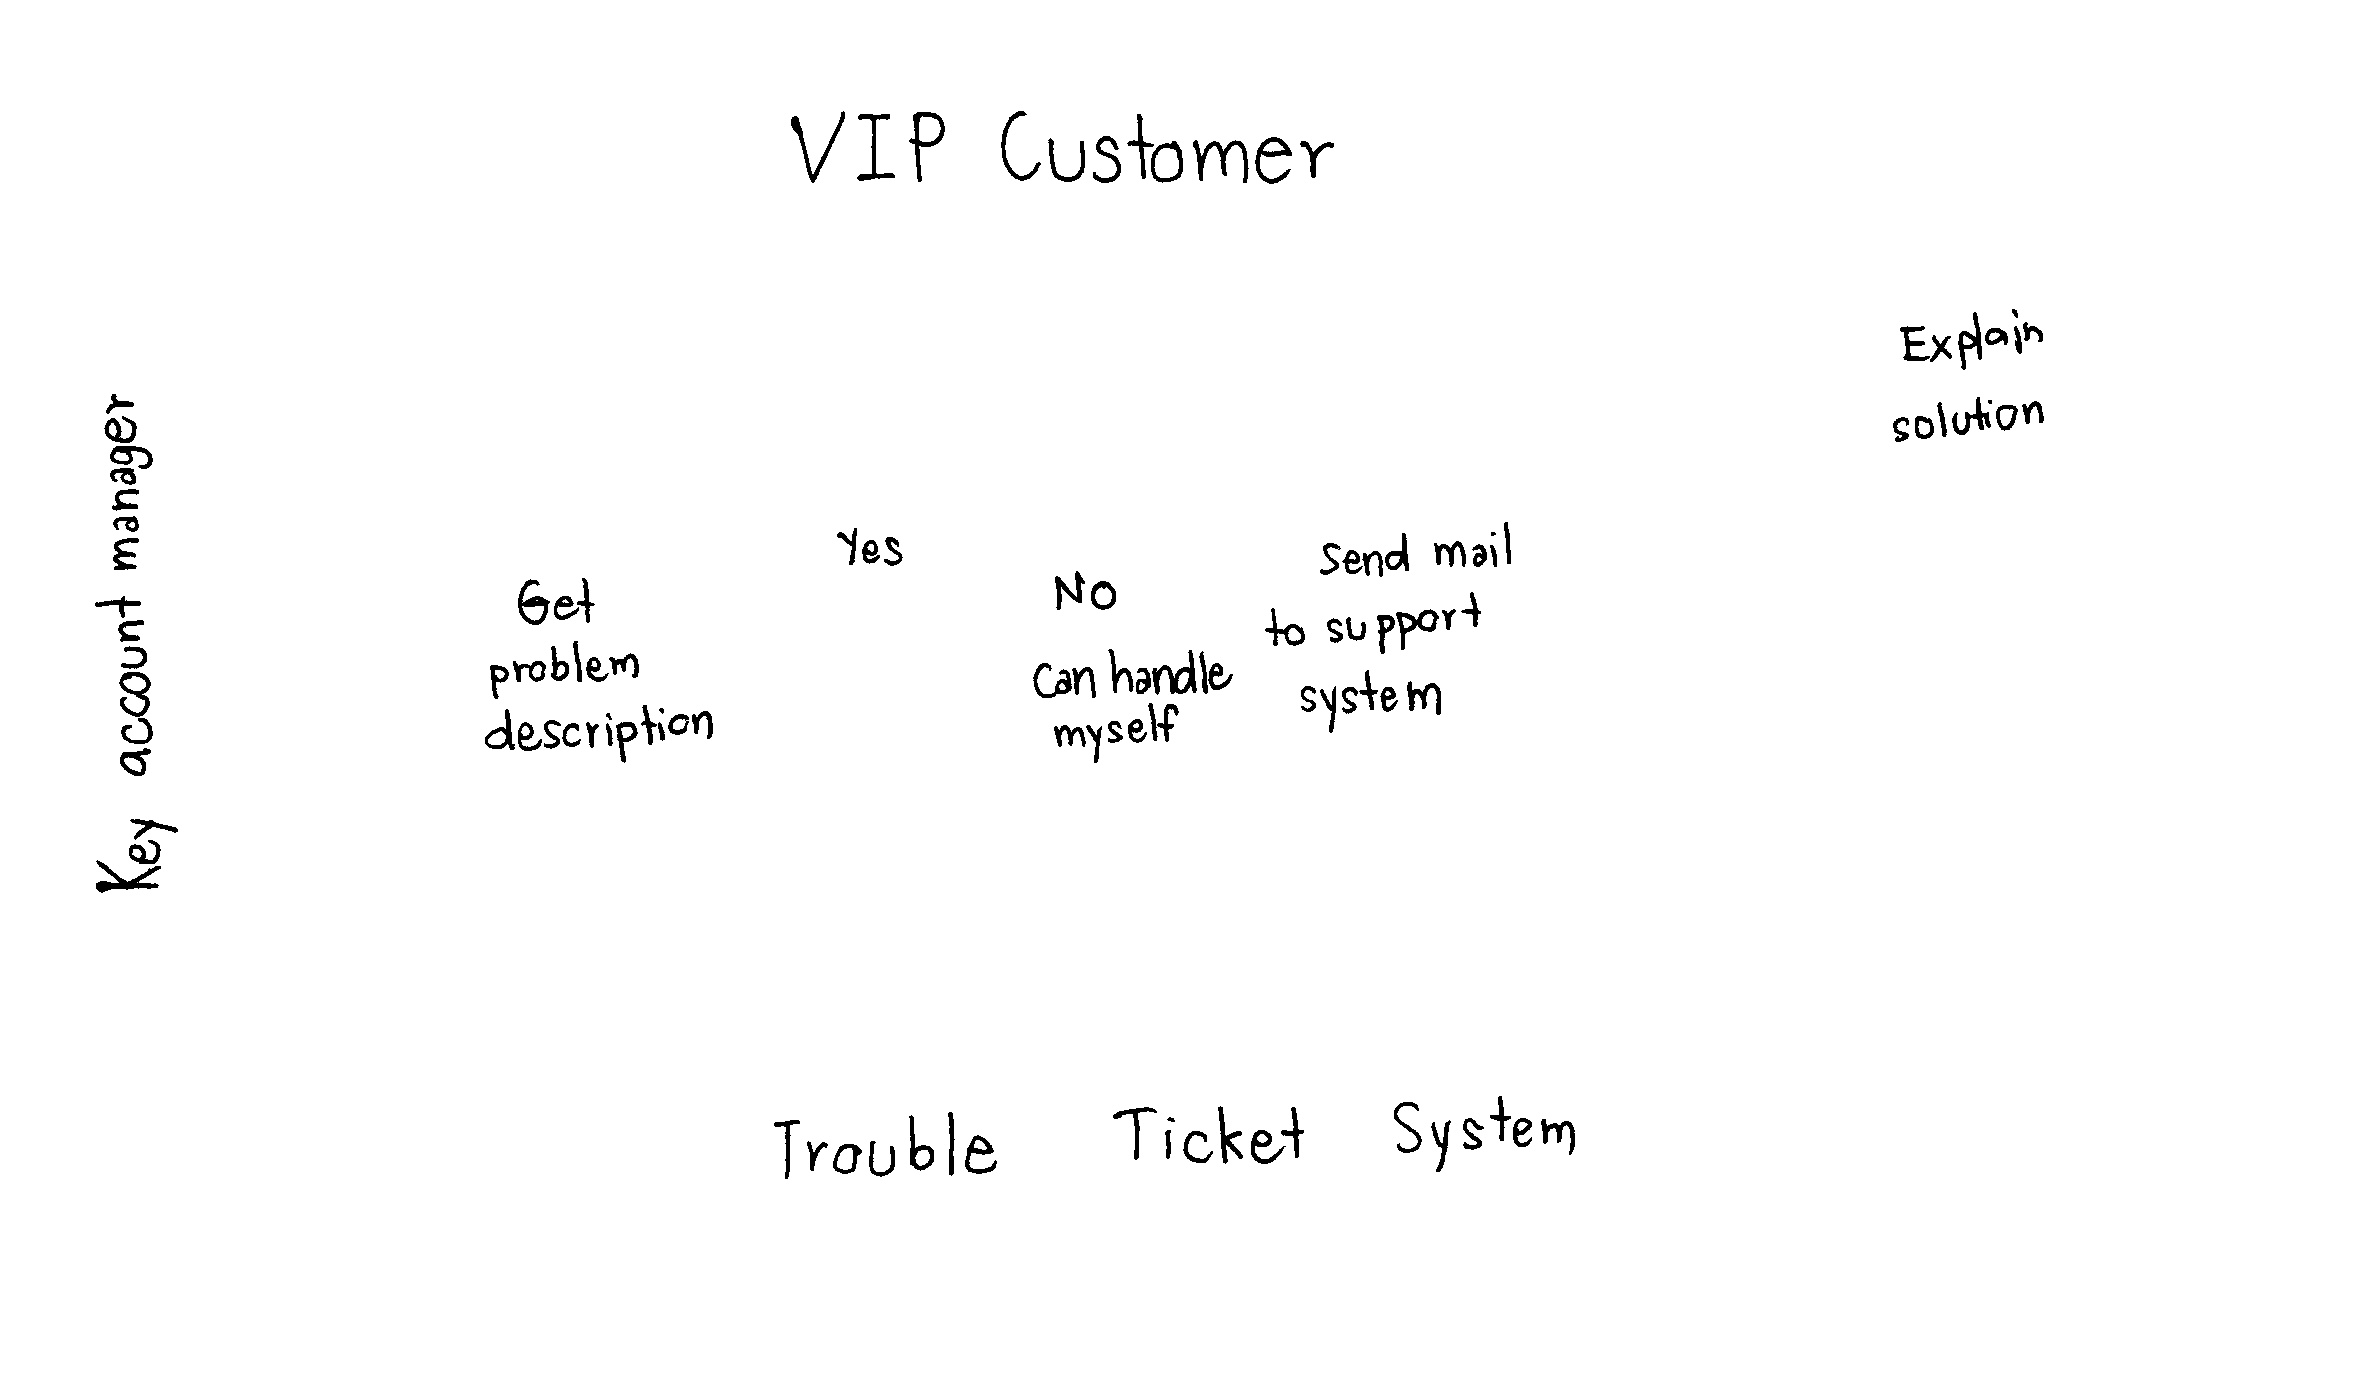 VIP Customer
Explain
solution
Key account manager
Yes
Get
problem
description
No
Can handle
myself
Send mail
to support
system
Trouble Ticket System